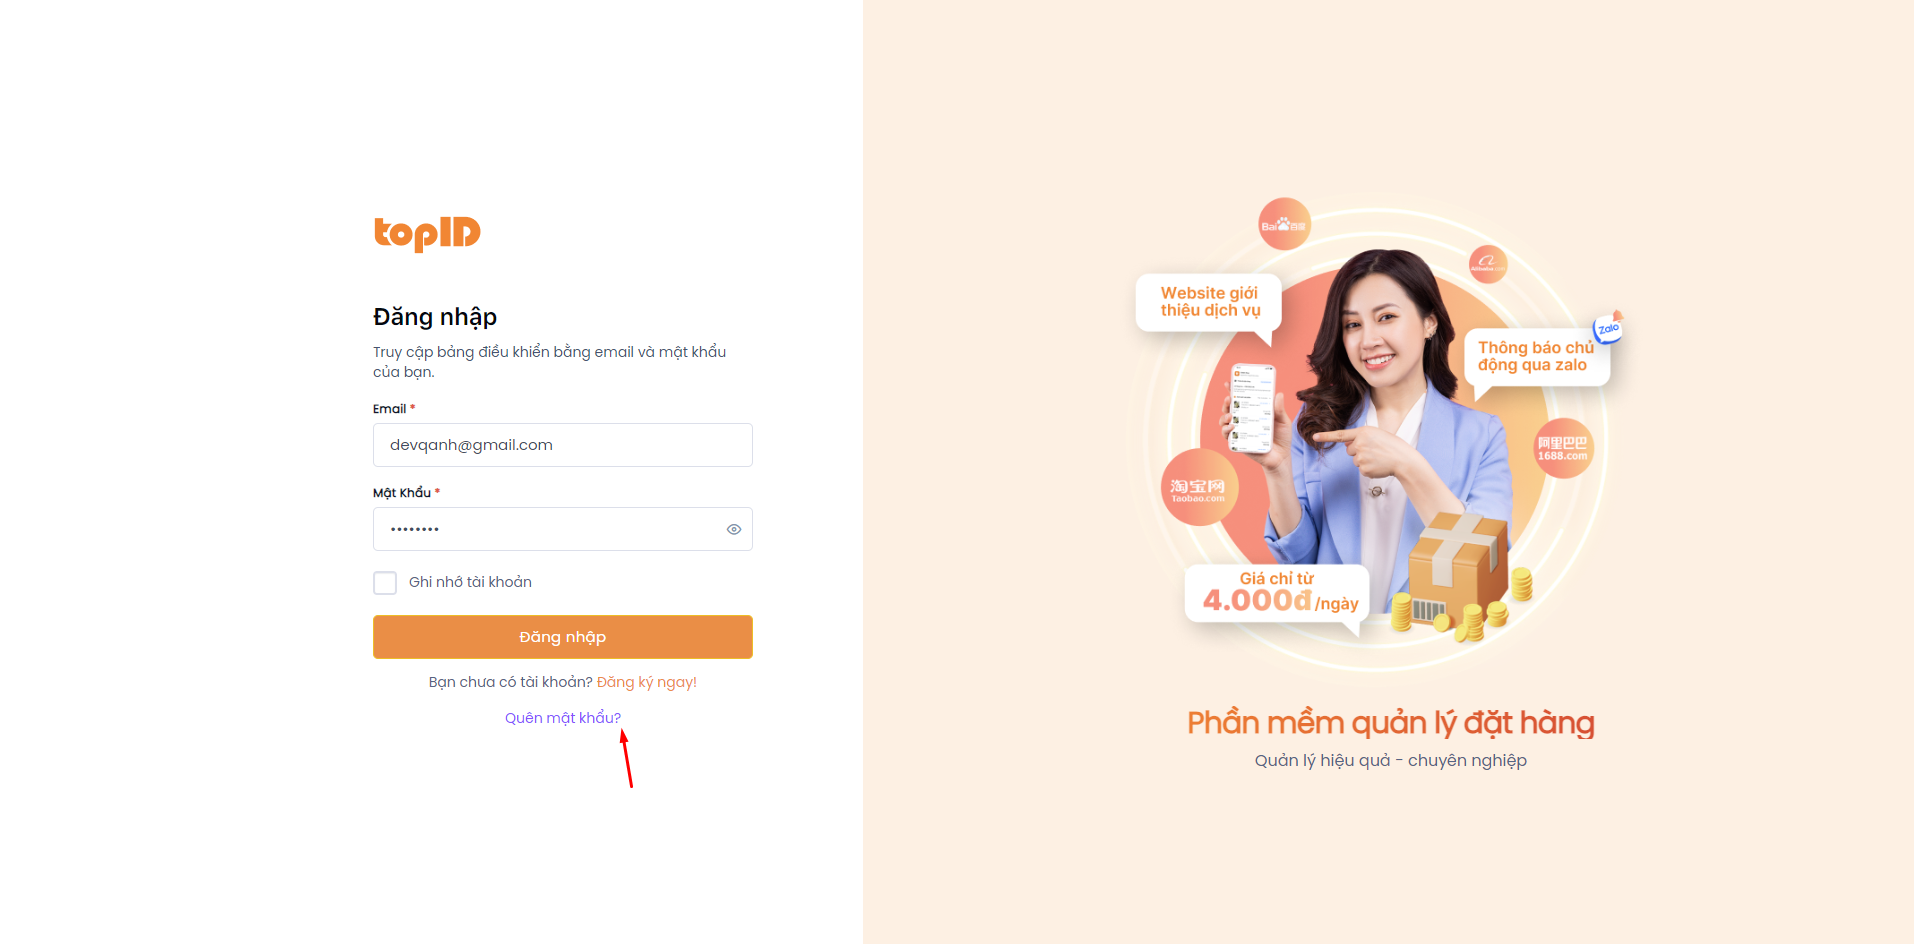 topID
Đăng nhập
Truy cập bảng điều khiển bằng email và mật khẩu
của bạn.
Email *
devqanh@gmail.com
Mật Khẩu *
••••••••
Ghi nhớ tài khoản
Đăng nhập
Bạn chưa có tài khoản? Đăng ký ngay!
Quên mật khẩu?
Bai 百度
Alibaba.com
Website giới
thiệu dịch vụ
Zalo
Thông báo chủ
động qua zalo
阿里巴巴
1688.com
淘宝网
Taobao.com
Giá chỉ từ
4.000đ/ngày
Phần mềm quản lý đặt hàng
Quản lý hiệu quả - chuyên nghiệp